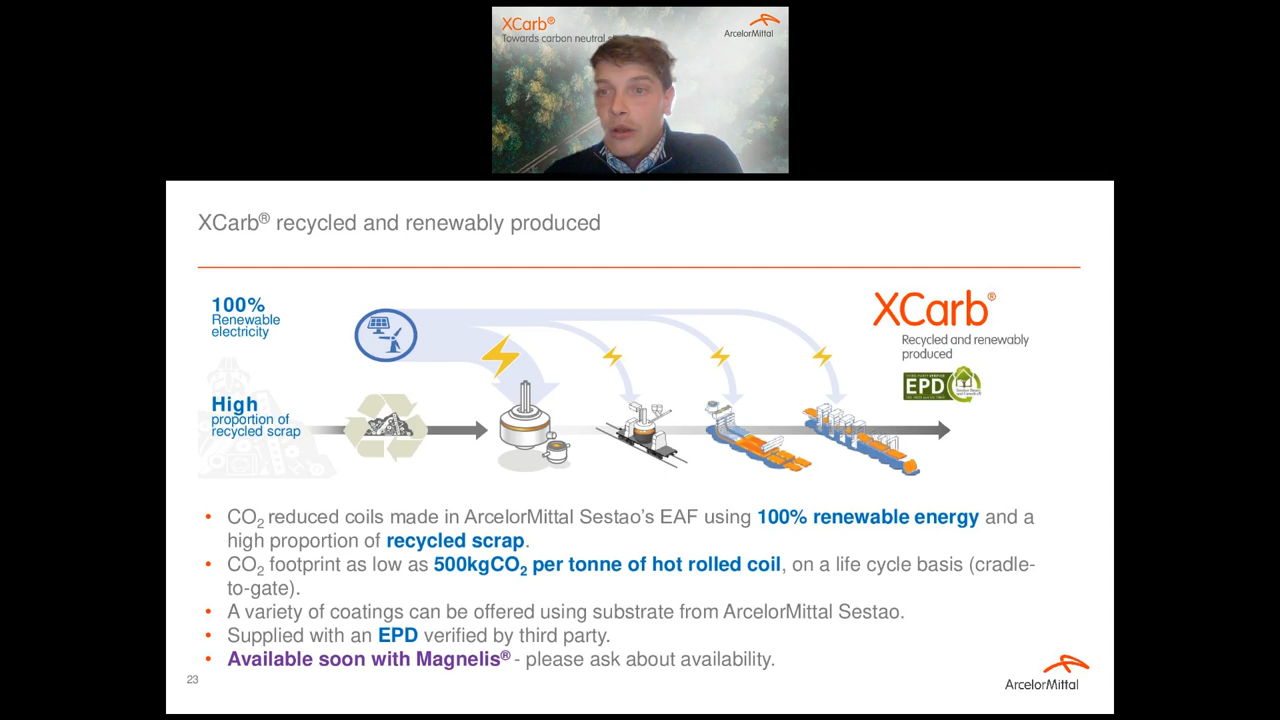 XCarb®
Towards carbon neutral
ArcelorMittal
XCarb® recycled and renewably produced
100%
Renewable
electricity
High
proportion of
recycled scrap
XCarb®
Recycled and renewably
produced
EPD
• CO2 reduced coils made in ArcelorMittal Sestao's EAF using 100% renewable energy and a
high proportion of recycled scrap.
• CO2 footprint as low as 500kgCO2 per tonne of hot rolled coil, on a life cycle basis (cradle-
to-gate).
• A variety of coatings can be offered using substrate from ArcelorMittal Sestao.
• Supplied with an EPD verified by third party.
• Available soon with Magnelis® - please ask about availability.
23
ArcelorMittal